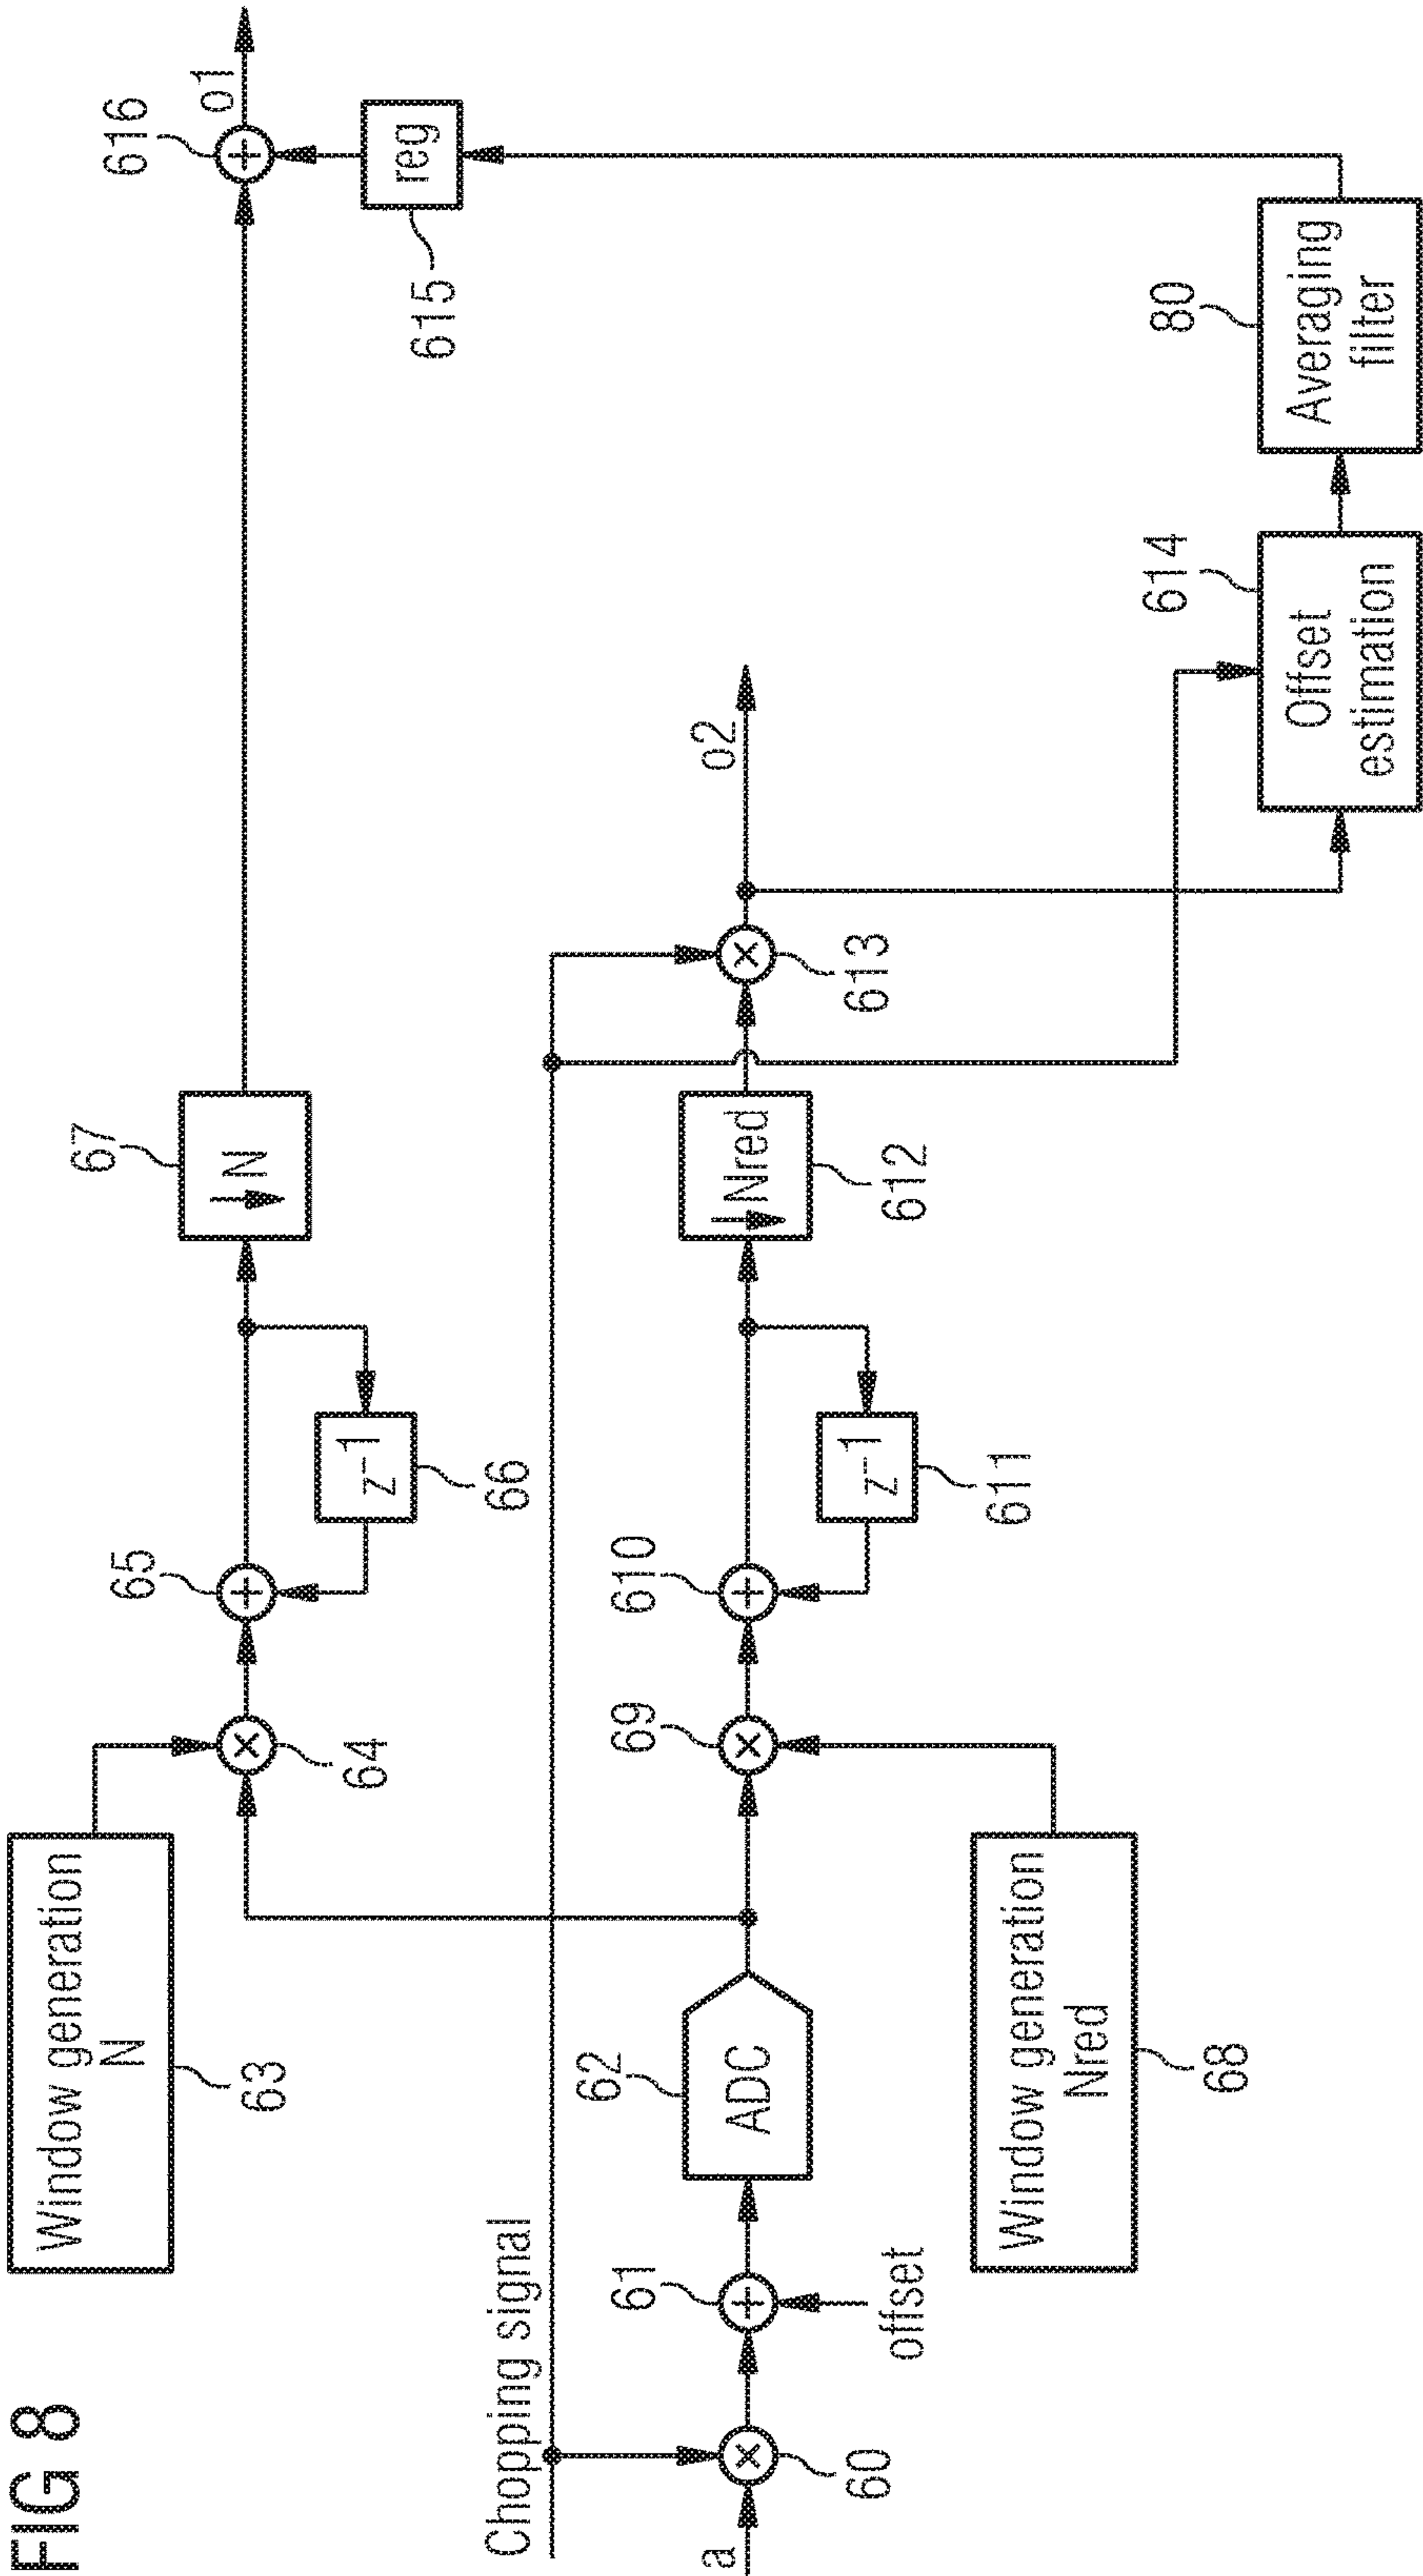 FIG 8
Window generation
N
63
64
65
66
z⁻¹
67
↓N
616
+
o1
reg
615
Chopping signal
a
60
×
61
+
offset
62
ADC
69
×
610
+
z⁻¹
611
↓Nred
612
613
×
o2
Window generation
Nred
68
614
Offset
estimation
80
Averaging
filter